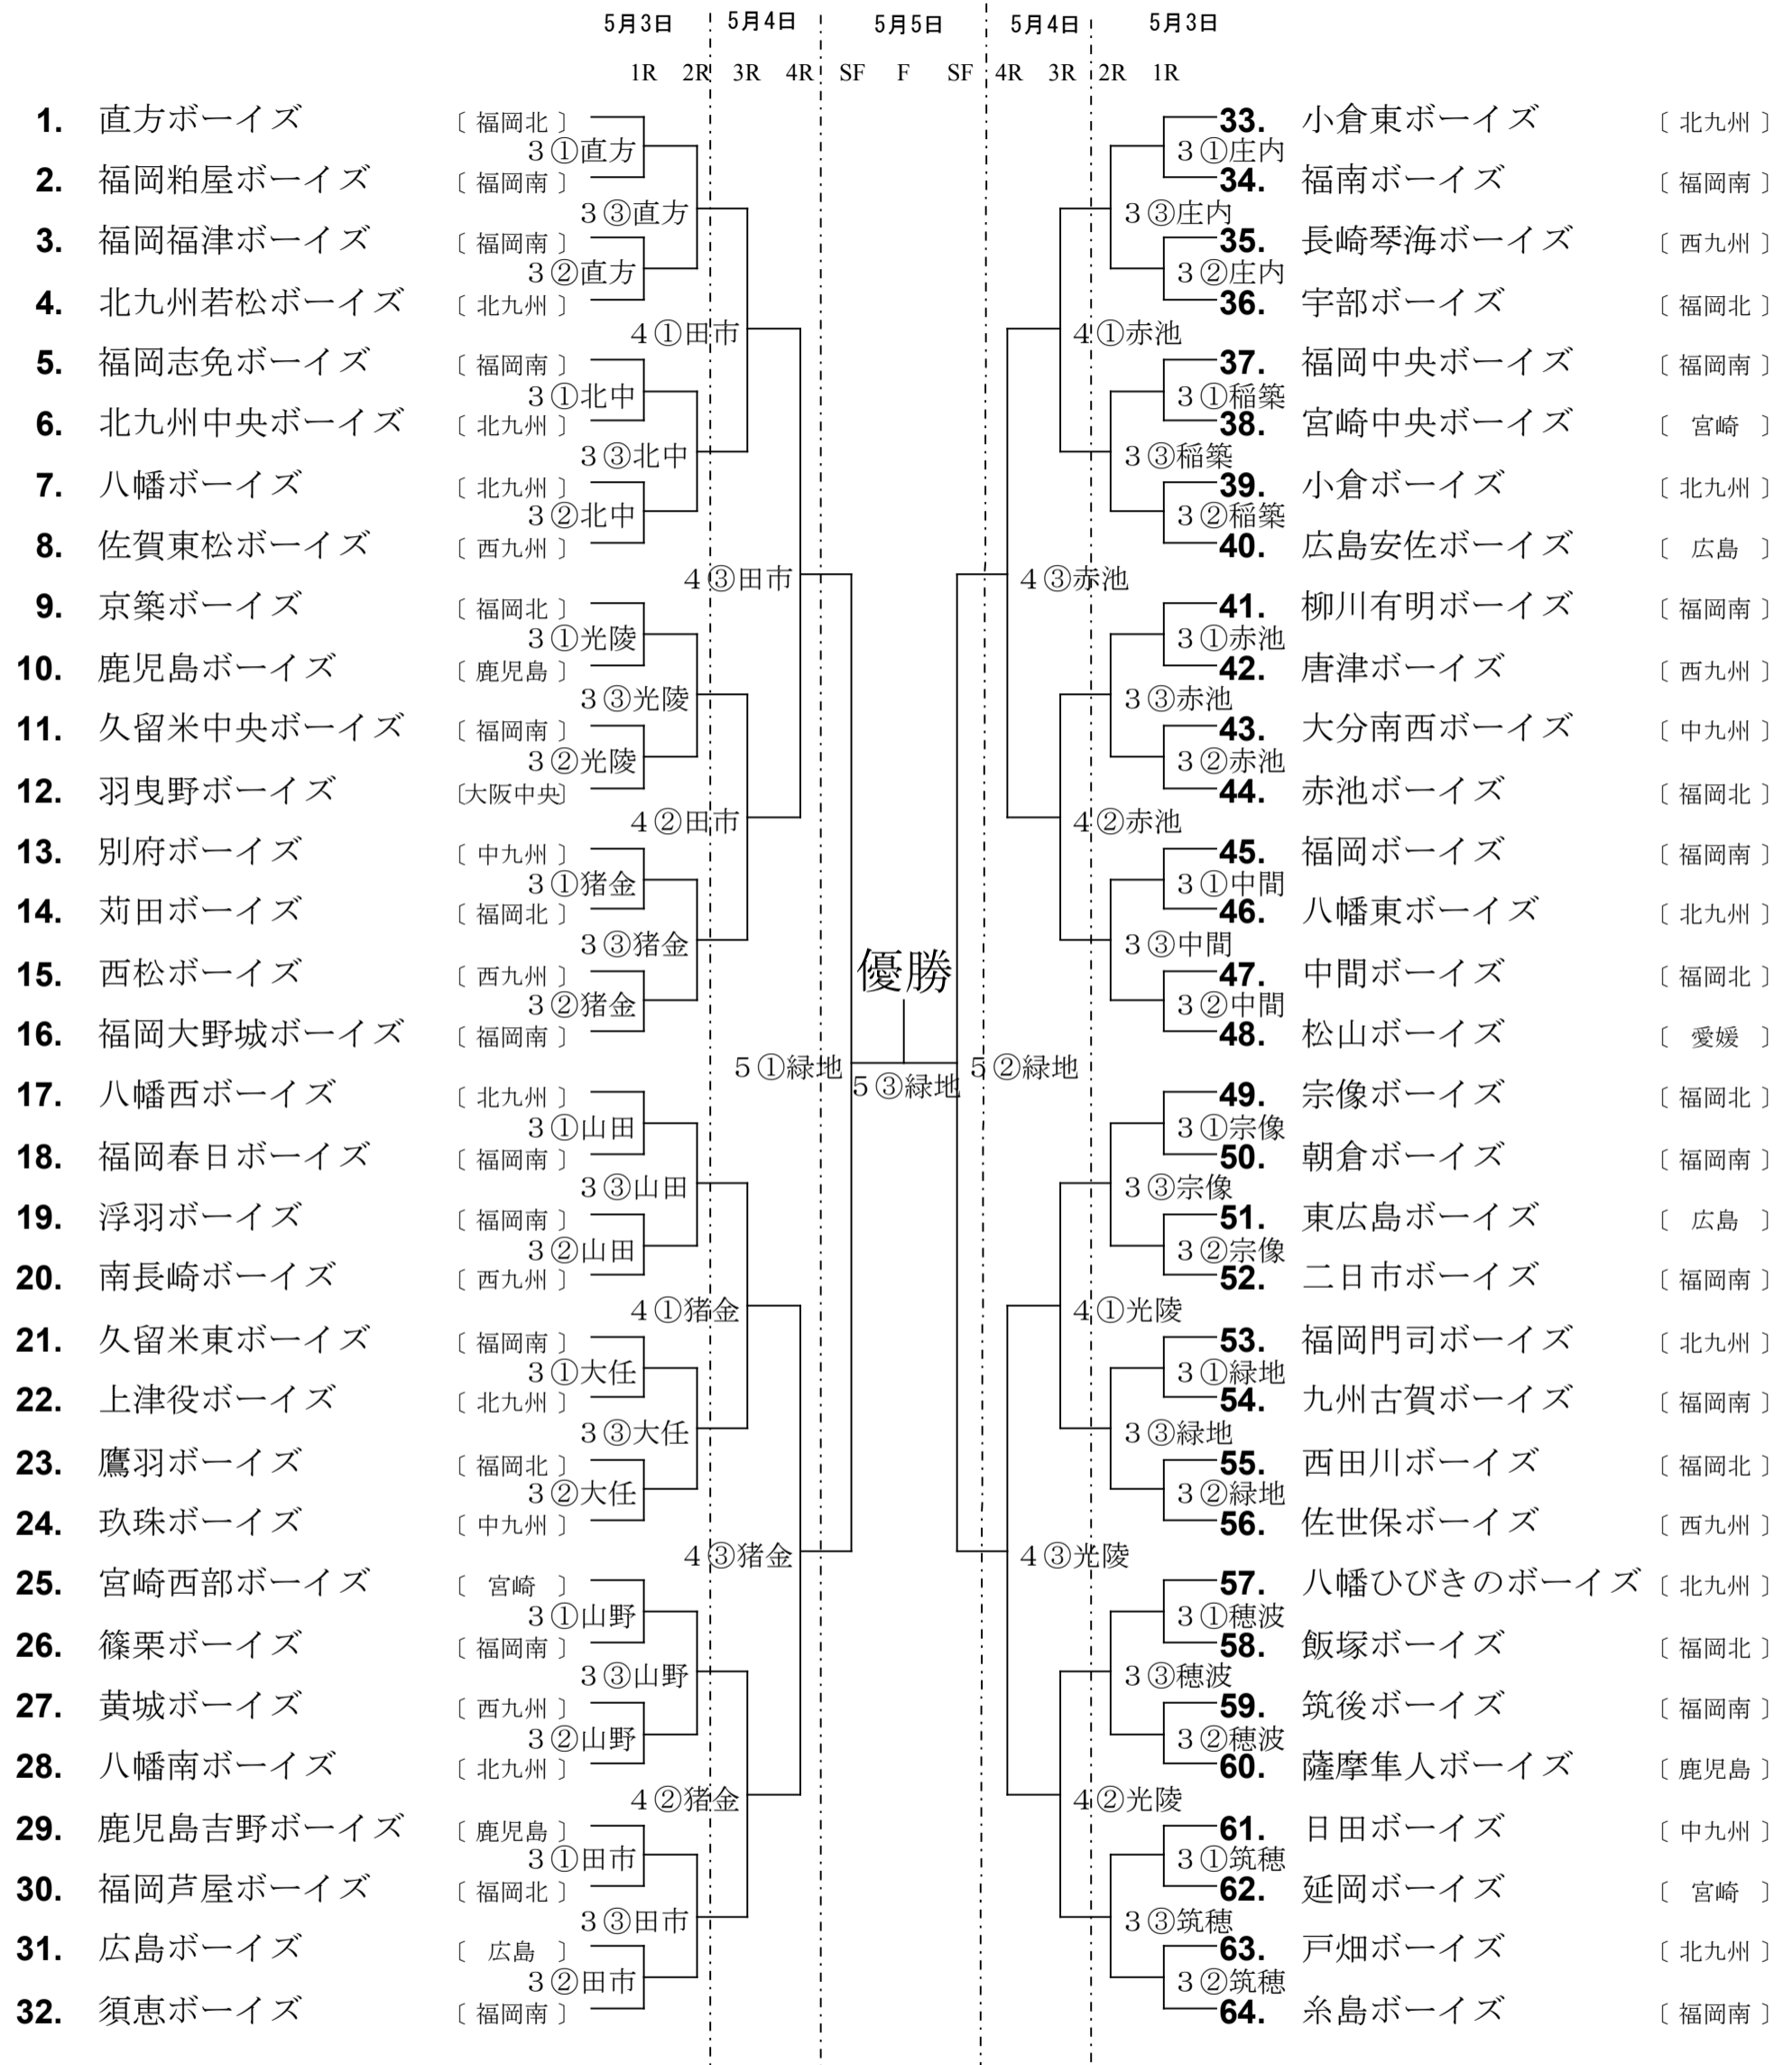 5月3日 5月4日 5月5日 5月4日 5月3日
1R 2R 3R 4R SF F SF 4R 3R 2R 1R
1. 直方ボーイズ 〔 福岡北 〕 33. 小倉東ボーイズ 〔 北九州 〕
3①直方 3①庄内
2. 福岡粕屋ボーイズ 〔 福岡南 〕 34. 福南ボーイズ 〔 福岡南 〕
3③直方 3③庄内
3. 福岡福津ボーイズ 〔 福岡南 〕 35. 長崎琴海ボーイズ 〔 西九州 〕
3②直方 3②庄内
4. 北九州若松ボーイズ 〔 北九州 〕 36. 宇部ボーイズ 〔 福岡北 〕
4①田市 4①赤池
5. 福岡志免ボーイズ 〔 福岡南 〕 37. 福岡中央ボーイズ 〔 福岡南 〕
3①北中 3①稲築
6. 北九州中央ボーイズ 〔 北九州 〕 38. 宮崎中央ボーイズ 〔 宮崎 〕
3③北中 3③稲築
7. 八幡ボーイズ 〔 北九州 〕 39. 小倉ボーイズ 〔 北九州 〕
3②北中 3②稲築
8. 佐賀東松ボーイズ 〔 西九州 〕 40. 広島安佐ボーイズ 〔 広島 〕
4③田市 4③赤池
9. 京築ボーイズ 〔 福岡北 〕 41. 柳川有明ボーイズ 〔 福岡南 〕
3①光陵 3①赤池
10. 鹿児島ボーイズ 〔 鹿児島 〕 42. 唐津ボーイズ 〔 西九州 〕
3③光陵 3③赤池
11. 久留米中央ボーイズ 〔 福岡南 〕 43. 大分南西ボーイズ 〔 中九州 〕
3②光陵 3②赤池
12. 羽曳野ボーイズ 〔大阪中央〕 44. 赤池ボーイズ 〔 福岡北 〕
4②田市 4②赤池
13. 別府ボーイズ 〔 中九州 〕 45. 福岡ボーイズ 〔 福岡南 〕
3①猪金 3①中間
14. 苅田ボーイズ 〔 福岡北 〕 46. 八幡東ボーイズ 〔 北九州 〕
3③猪金 3③中間
15. 西松ボーイズ 〔 西九州 〕 優勝 47. 中間ボーイズ 〔 福岡北 〕
3②猪金 3②中間
16. 福岡大野城ボーイズ 〔 福岡南 〕 48. 松山ボーイズ 〔 愛媛 〕
5①緑地 5③緑地 5②緑地
17. 八幡西ボーイズ 〔 北九州 〕 49. 宗像ボーイズ 〔 福岡北 〕
3①山田 3①宗像
18. 福岡春日ボーイズ 〔 福岡南 〕 50. 朝倉ボーイズ 〔 福岡南 〕
3③山田 3③宗像
19. 浮羽ボーイズ 〔 福岡南 〕 51. 東広島ボーイズ 〔 広島 〕
3②山田 3②宗像
20. 南長崎ボーイズ 〔 西九州 〕 52. 二日市ボーイズ 〔 福岡南 〕
4①猪金 4①光陵
21. 久留米東ボーイズ 〔 福岡南 〕 53. 福岡門司ボーイズ 〔 北九州 〕
3①大任 3①緑地
22. 上津役ボーイズ 〔 北九州 〕 54. 九州古賀ボーイズ 〔 福岡南 〕
3③大任 3③緑地
23. 鷹羽ボーイズ 〔 福岡北 〕 55. 西田川ボーイズ 〔 福岡北 〕
3②大任 3②緑地
24. 玖珠ボーイズ 〔 中九州 〕 56. 佐世保ボーイズ 〔 西九州 〕
4③猪金 4③光陵
25. 宮崎西部ボーイズ 〔 宮崎 〕 57. 八幡ひびきのボーイズ 〔 北九州 〕
3①山野 3①穂波
26. 篠栗ボーイズ 〔 福岡南 〕 58. 飯塚ボーイズ 〔 福岡北 〕
3③山野 3③穂波
27. 黄城ボーイズ 〔 西九州 〕 59. 筑後ボーイズ 〔 福岡南 〕
3②山野 3②穂波
28. 八幡南ボーイズ 〔 北九州 〕 60. 薩摩隼人ボーイズ 〔 鹿児島 〕
4②猪金 4②光陵
29. 鹿児島吉野ボーイズ 〔 鹿児島 〕 61. 日田ボーイズ 〔 中九州 〕
3①田市 3①筑穂
30. 福岡芦屋ボーイズ 〔 福岡北 〕 62. 延岡ボーイズ 〔 宮崎 〕
3③田市 3③筑穂
31. 広島ボーイズ 〔 広島 〕 63. 戸畑ボーイズ 〔 北九州 〕
3②田市 3②筑穂
32. 須恵ボーイズ 〔 福岡南 〕 64. 糸島ボーイズ 〔 福岡南 〕